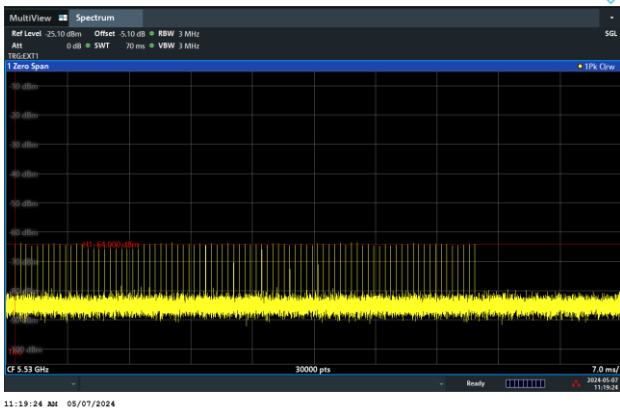 MultiView Spectrum
Ref Level -25.10 dBm Offset -5.10 dB RBW 3 MHz SGL
Att 0 dB SWT 70 ms VBW 3 MHz
TRG:EXT1
1 Zero Span 1Pk Clrw
-10 dBm
-20 dBm
-30 dBm
-40 dBm
-50 dBm
-60 dBm
H1 -64.000 dBm
-70 dBm
-100 dBm
CF 5.53 GHz 30000 pts 7.0 ms/
Ready 2024-05-07
11:19:24
11:19:24 AM 05/07/2024